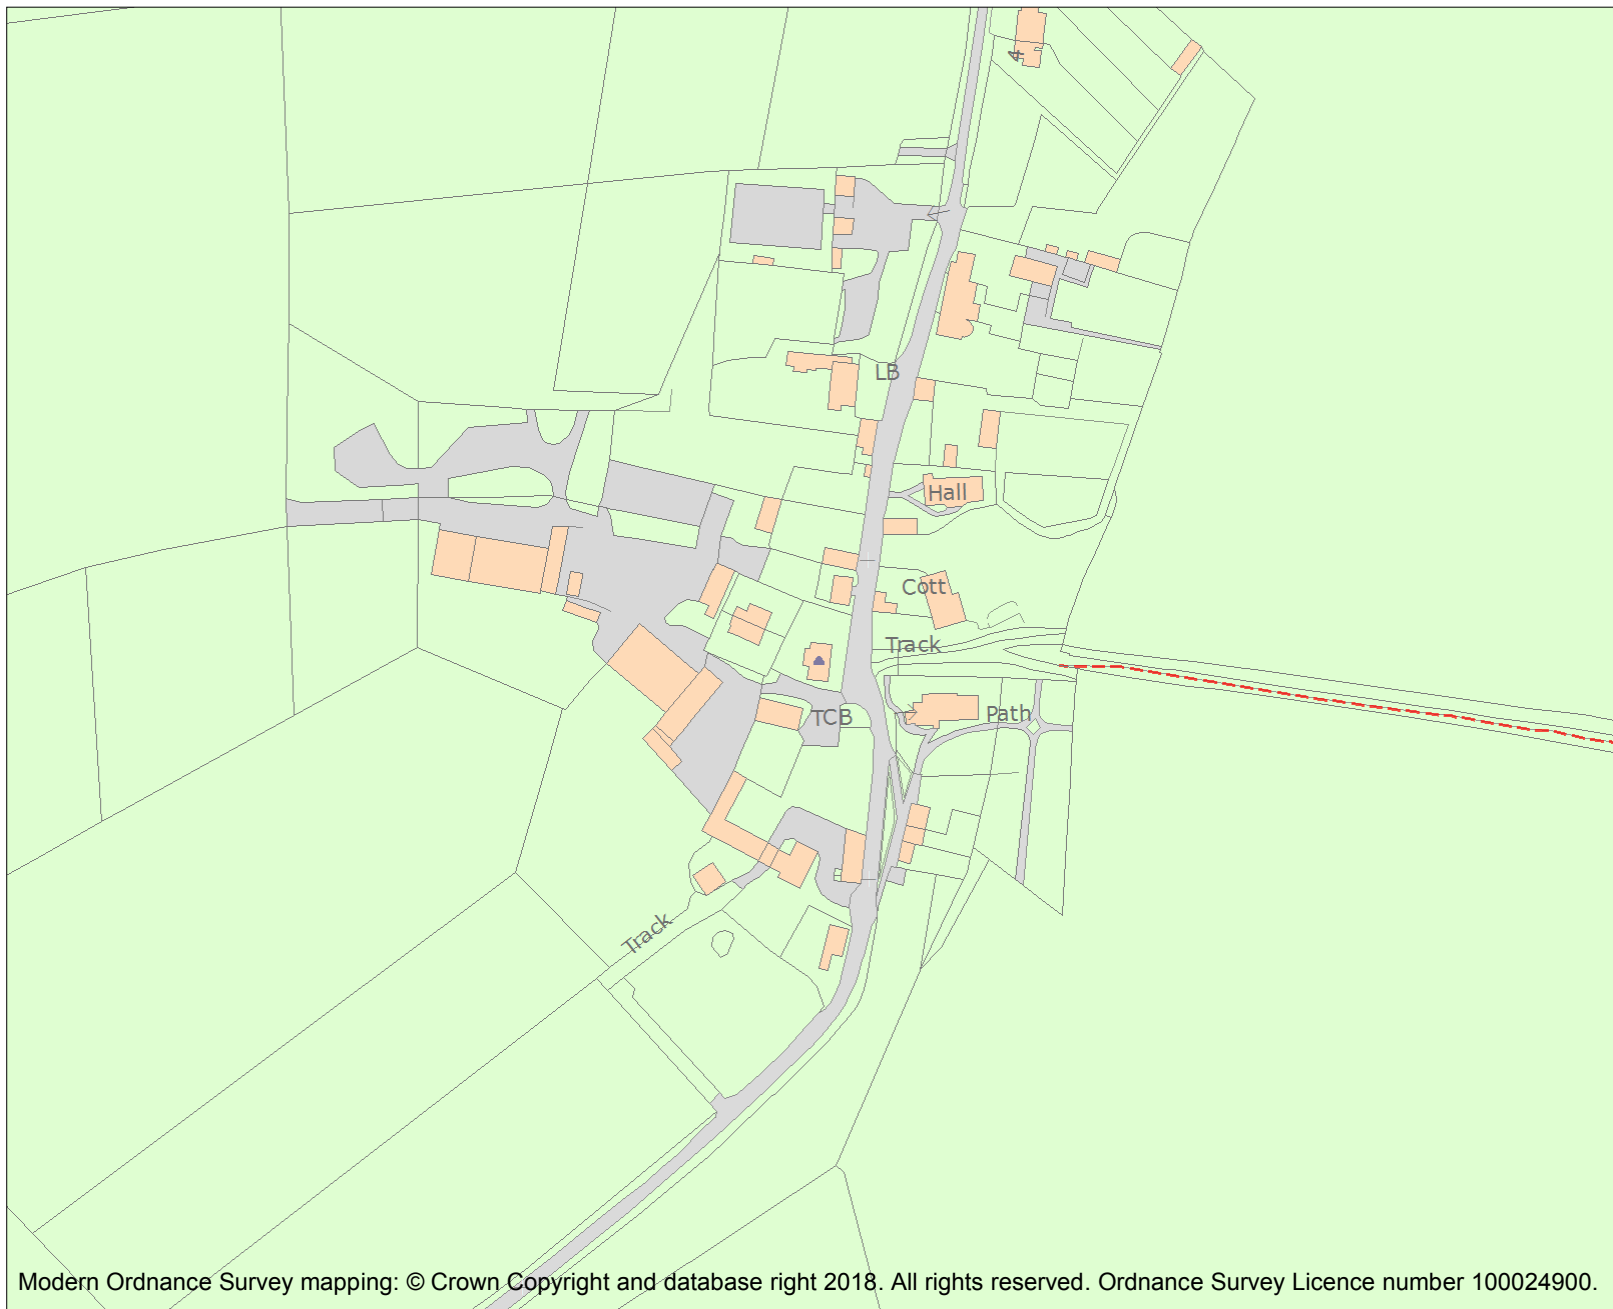 4
LB
Hall
Cott
Track
TCB
Path
Track
Modern Ordnance Survey mapping: © Crown Copyright and database right 2018. All rights reserved. Ordnance Survey Licence number 100024900.